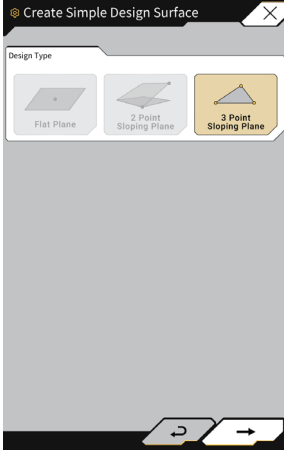 Create Simple Design Surface
Design Type
Flat Plane
2 Point
Sloping Plane
3 Point
Sloping Plane